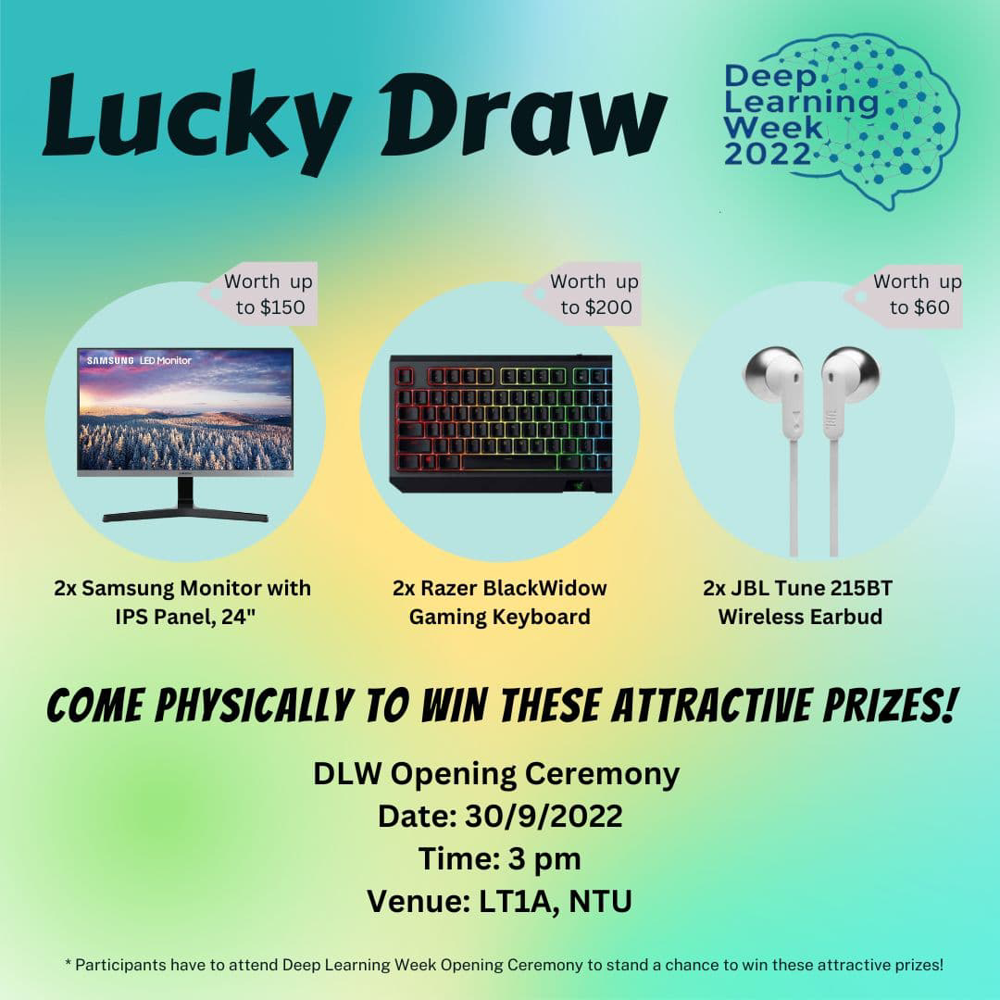 Lucky Draw
Deep
Learning
Week
2022
Worth up
to $150
Worth up
to $200
Worth up
to $60
SAMSUNG LED Monitor
JBL
2x Samsung Monitor with
IPS Panel, 24"
2x Razer BlackWidow
Gaming Keyboard
2x JBL Tune 215BT
Wireless Earbud
COME PHYSICALLY TO WIN THESE ATTRACTIVE PRIZES!
DLW Opening Ceremony
Date: 30/9/2022
Time: 3 pm
Venue: LT1A, NTU
* Participants have to attend Deep Learning Week Opening Ceremony to stand a chance to win these attractive prizes!